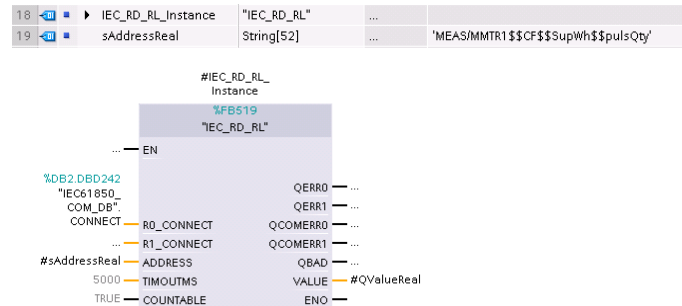 18 IEC_RD_RL_Instance "IEC_RD_RL" ...
19 sAddressReal String[52] ... 'MEAS/MMTR1$$CF$$SupWh$$pulsQty'
#IEC_RD_RL_
Instance
%FB519
"IEC_RD_RL"
... EN
%DB2.DBD242
"IEC61850_
COM_DB".
CONNECT R0_CONNECT
... R1_CONNECT
#sAddressReal ADDRESS
5000 TIMOUTMS
TRUE COUNTABLE
QERR0 ...
QERR1 ...
QCOMERR0 ...
QCOMERR1 ...
QBAD ...
VALUE #QValueReal
ENO